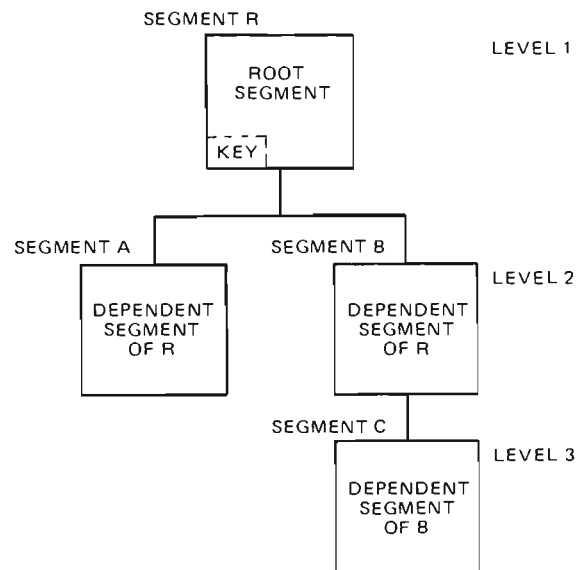 SEGMENT R
LEVEL 1
ROOT
SEGMENT
KEY
SEGMENT A
SEGMENT B
LEVEL 2
DEPENDENT
SEGMENT
OF R
DEPENDENT
SEGMENT
OF R
SEGMENT C
LEVEL 3
DEPENDENT
SEGMENT
OF B